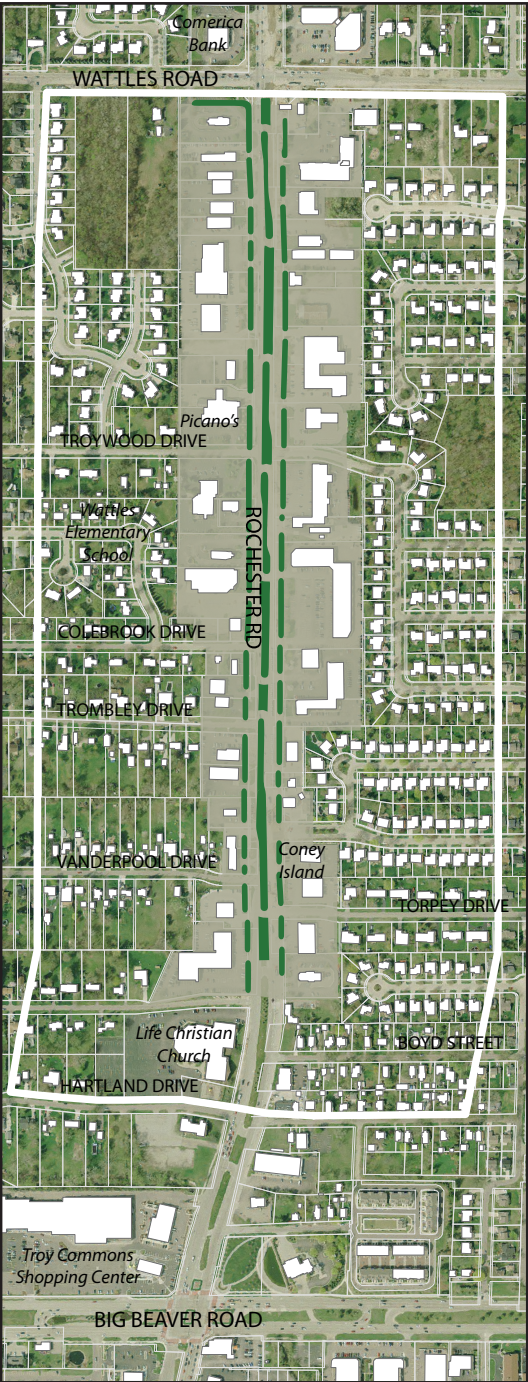 Comerica
Bank
WATTLES ROAD
Picano's
TROYWOOD DRIVE
Wattles
Elementary
School
ROCHESTER RD
COLEBROOK DRIVE
TROMBLEY DRIVE
Coney
Island
VANDERPOOL DRIVE
TORPEY DRIVE
Life Christian
Church
BOYD STREET
HARTLAND DRIVE
Troy Commons
Shopping Center
BIG BEAVER ROAD